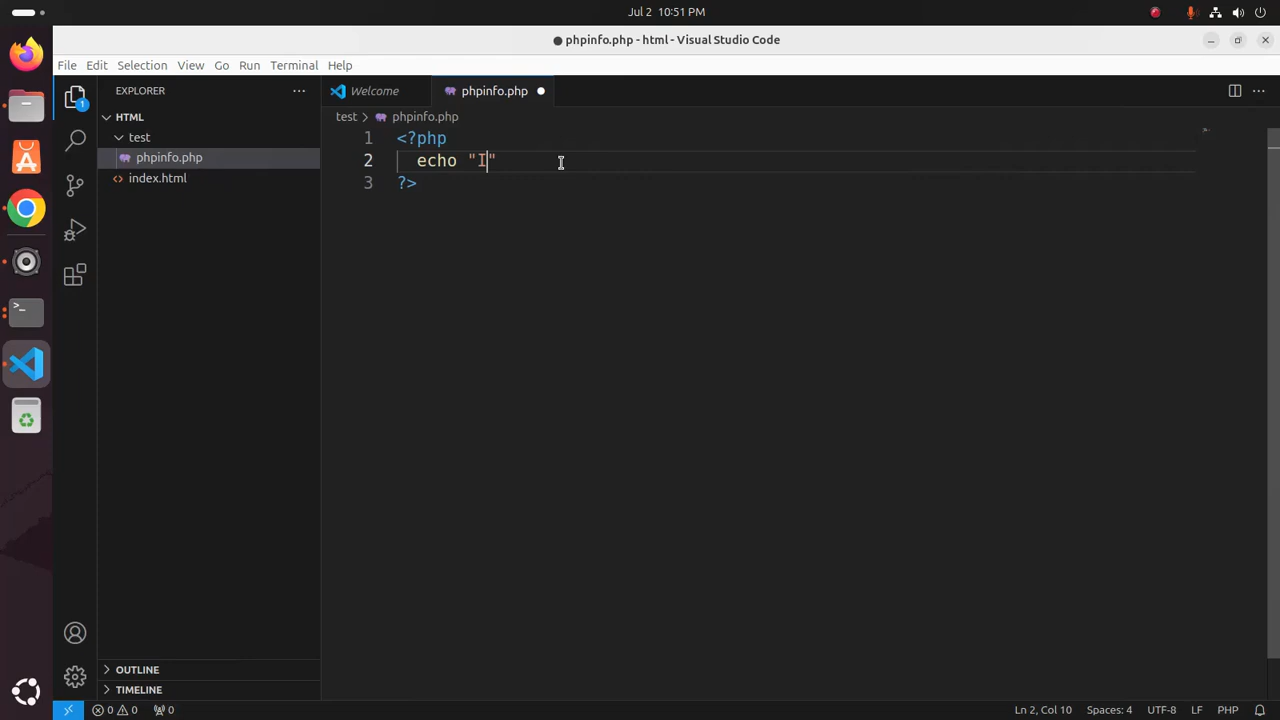 Jul 2 10:51 PM
● phpinfo.php - html - Visual Studio Code
File Edit Selection View Go Run Terminal Help
EXPLORER
HTML
test
phpinfo.php
index.html
OUTLINE
TIMELINE
1
Welcome
phpinfo.php
test > phpinfo.php
1 <?php
2 echo "I"
3 ?>
0 0 0
Ln 2, Col 10 Spaces: 4 UTF-8 LF PHP